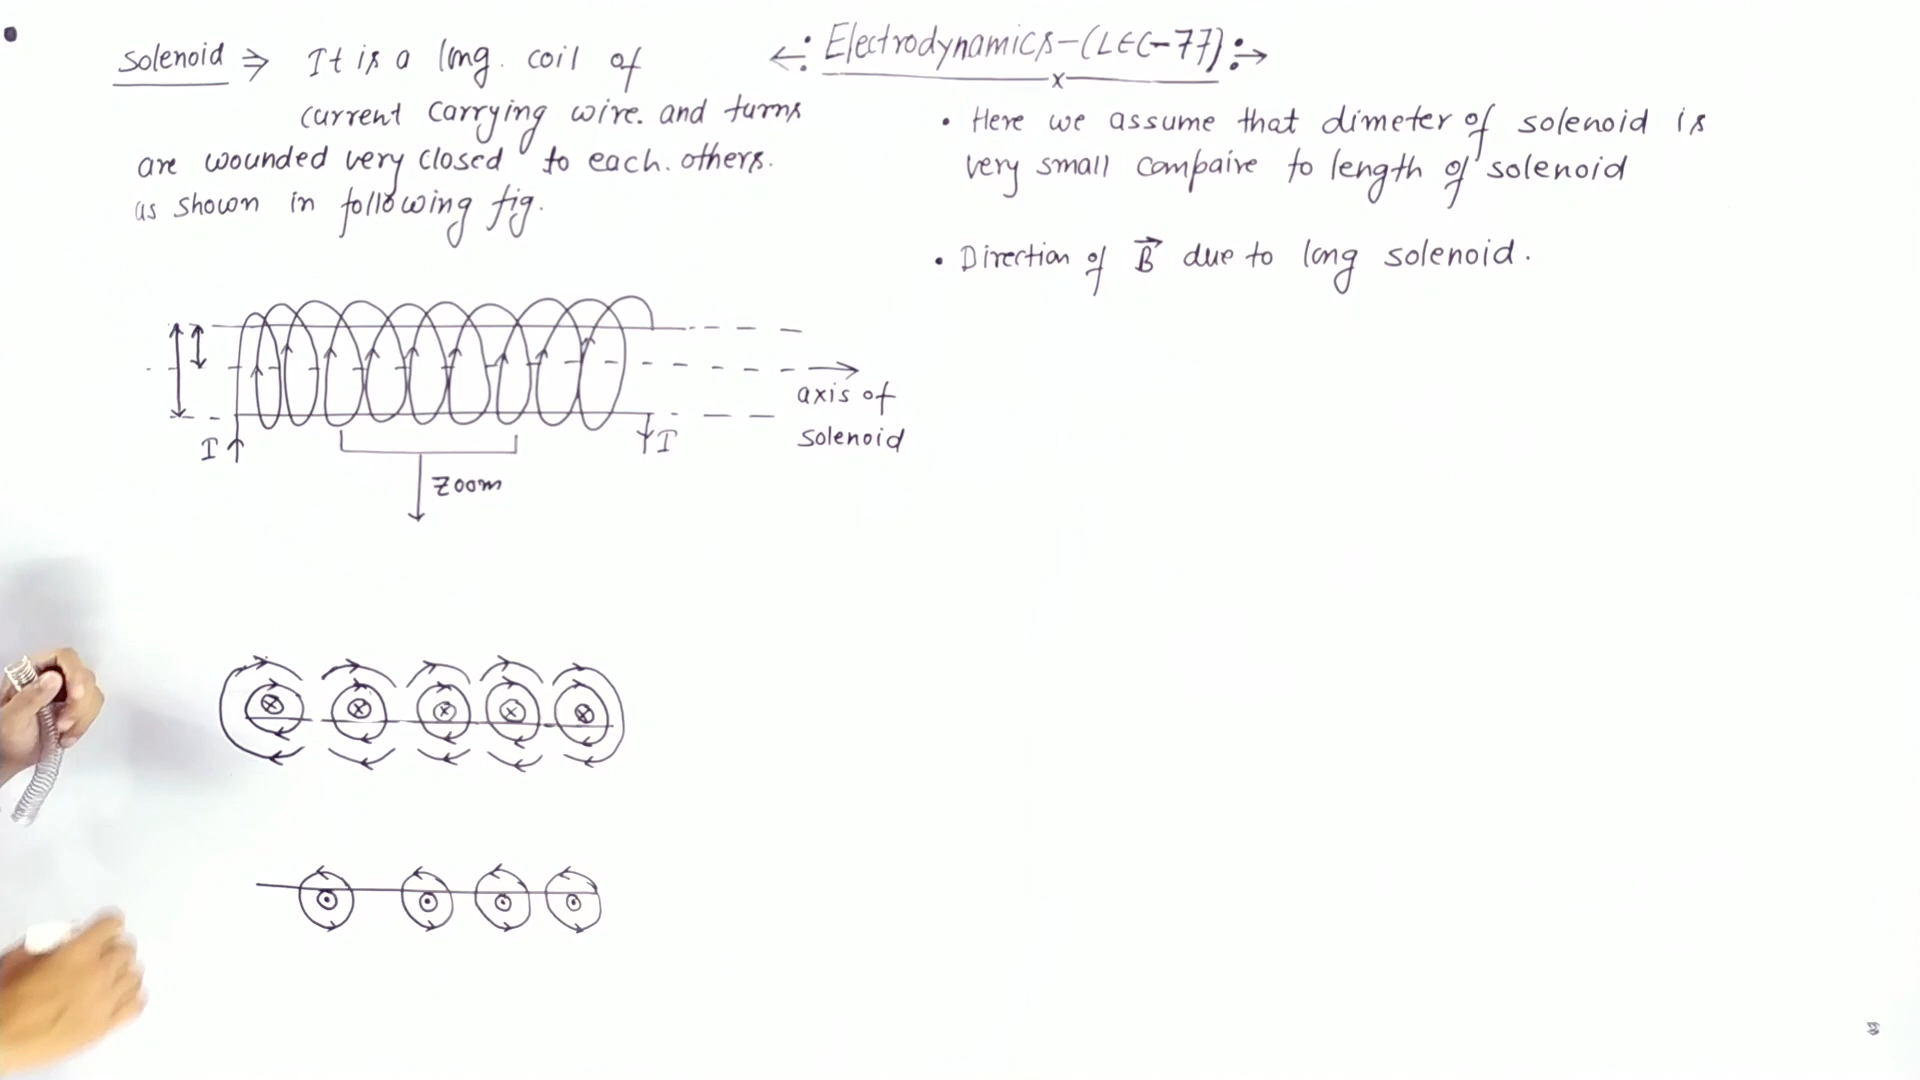 Electrodynamics-(LEC-77)
Solenoid ⇒ It is a long. coil of
current carrying wire. and turns
are wounded very closed to each. others.
as shown in following fig.
I
I
axis of
solenoid
Zoom
• Here we assume that dimeter of solenoid is
very small compaire to length of solenoid
• Direction of B⃗ due to long solenoid.